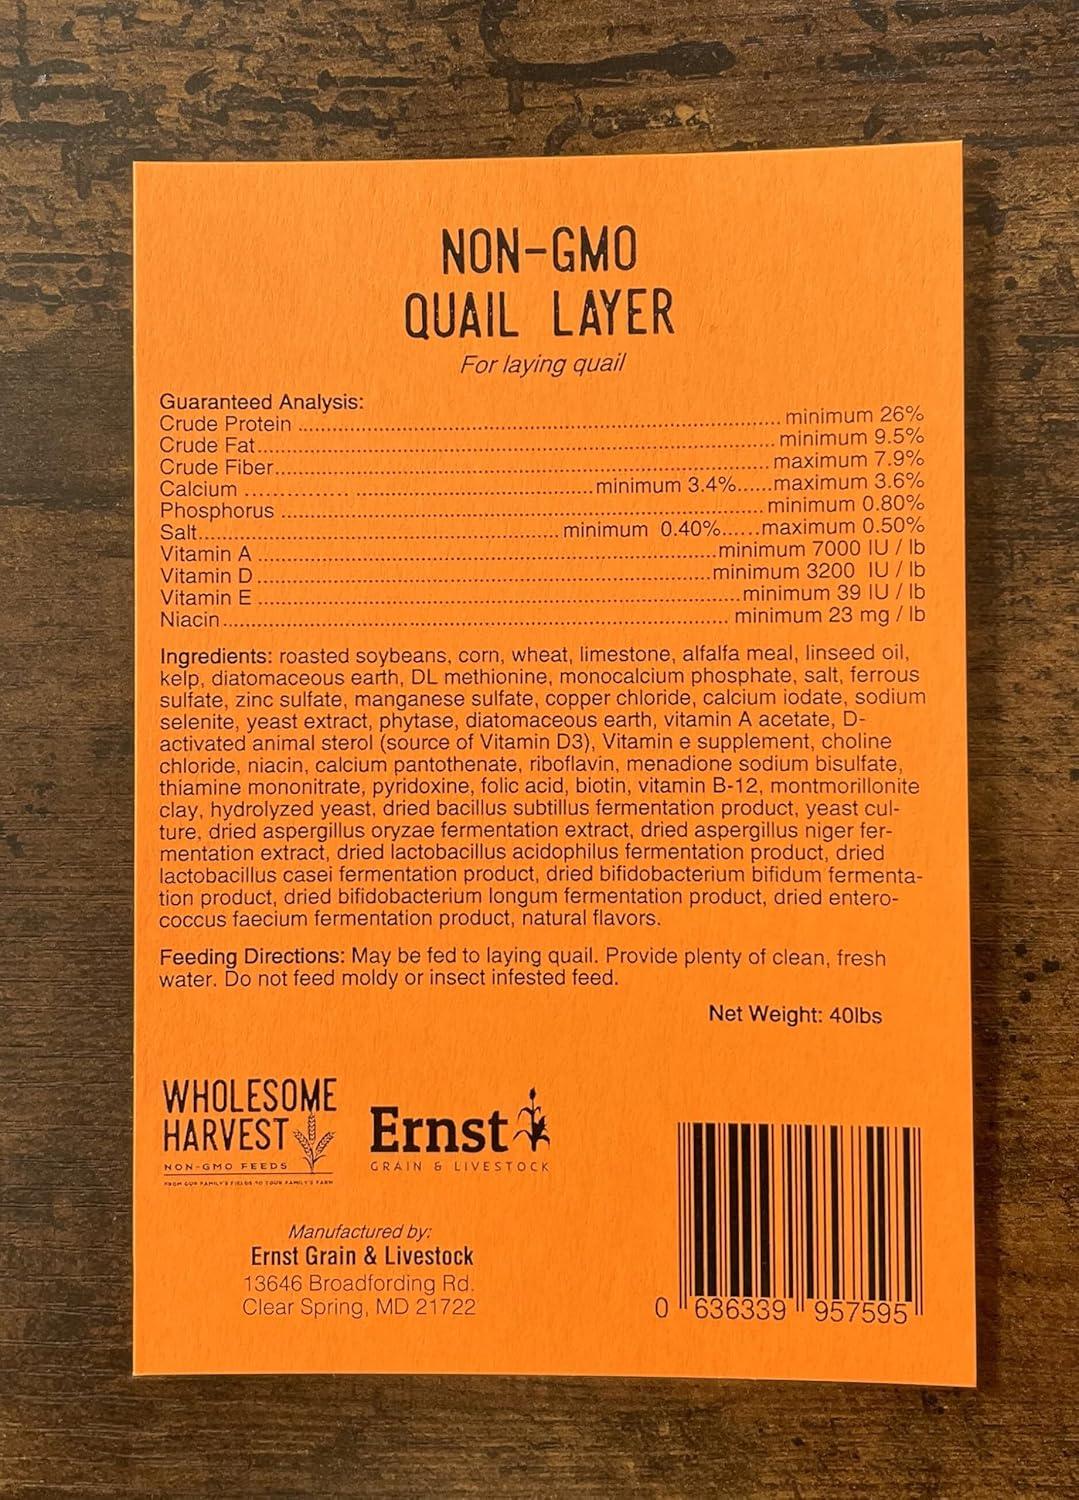 NON-GMO
QUAIL LAYER
For laying quail
Guaranteed Analysis:
Crude Protein ........ minimum 26%
Crude Fat ........ minimum 9.5%
Crude Fiber ........ maximum 7.9%
Calcium ........ minimum 3.4% ...... maximum 3.6%
Phosphorus ........ minimum 0.80%
Salt ........ minimum 0.40% ...... maximum 0.50%
Vitamin A ........ minimum 7000 IU / lb
Vitamin D ........ minimum 3200 IU / lb
Vitamin E ........ minimum 39 IU / lb
Niacin ........ minimum 23 mg / lb
Ingredients: roasted soybeans, corn, wheat, limestone, alfalfa meal, linseed oil,
kelp, diatomaceous earth, DL methionine, monocalcium phosphate, salt, ferrous
sulfate, zinc sulfate, manganese sulfate, copper chloride, calcium iodate, sodium
selenite, yeast extract, phytase, diatomaceous earth, vitamin A acetate, D-
activated animal sterol (source of Vitamin D3), Vitamin e supplement, choline
chloride, niacin, calcium pantothenate, riboflavin, menadione sodium bisulfate,
thiamine mononitrate, pyridoxine, folic acid, biotin, vitamin B-12, montmorillonite
clay, hydrolyzed yeast, dried bacillus subtillus fermentation product, yeast cul-
ture, dried aspergillus oryzae fermentation extract, dried aspergillus niger fer-
mentation extract, dried lactobacillus acidophilus fermentation product, dried
lactobacillus casei fermentation product, dried bifidobacterium bifidum fermenta-
tion product, dried bifidobacterium longum fermentation product, dried entero-
coccus faecium fermentation product, natural flavors.
Feeding Directions: May be fed to laying quail. Provide plenty of clean, fresh
water. Do not feed moldy or insect infested feed.
Net Weight: 40lbs
WHOLESOME
HARVEST
NON-GMO FEEDS
FROM OUR FAMILY'S FIELDS TO YOUR FAMILY'S FARM
Ernst
GRAIN & LIVESTOCK
Manufactured by:
Ernst Grain & Livestock
13646 Broadfording Rd.
Clear Spring, MD 21722
0 636339 957595